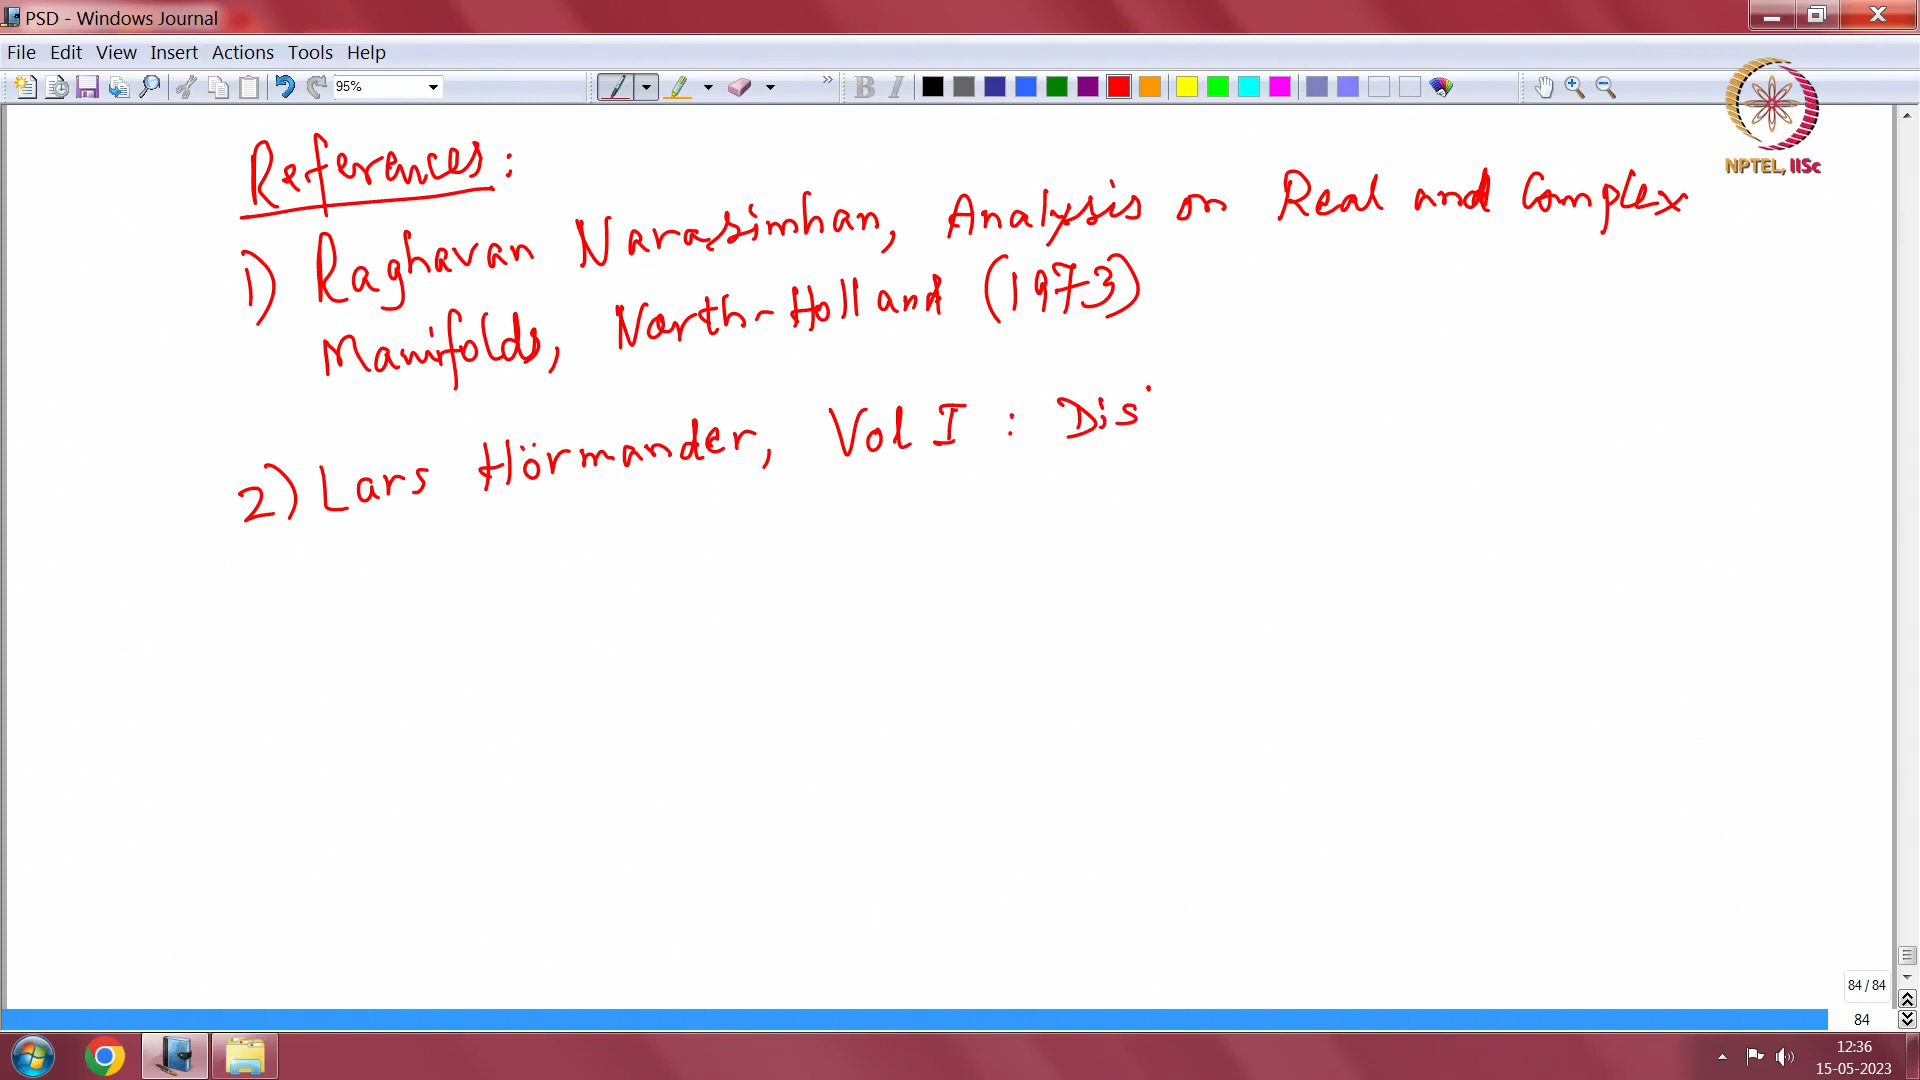 PSD - Windows Journal
File Edit View Insert Actions Tools Help
95%
NPTEL, IISc
References:
1) Raghavan Narasimhan, Analysis on Real and Complex
Manifolds, North-Holland (1973)
2) Lars Hörmander, Vol I : Dis
84 / 84
84
12:36
15-05-2023